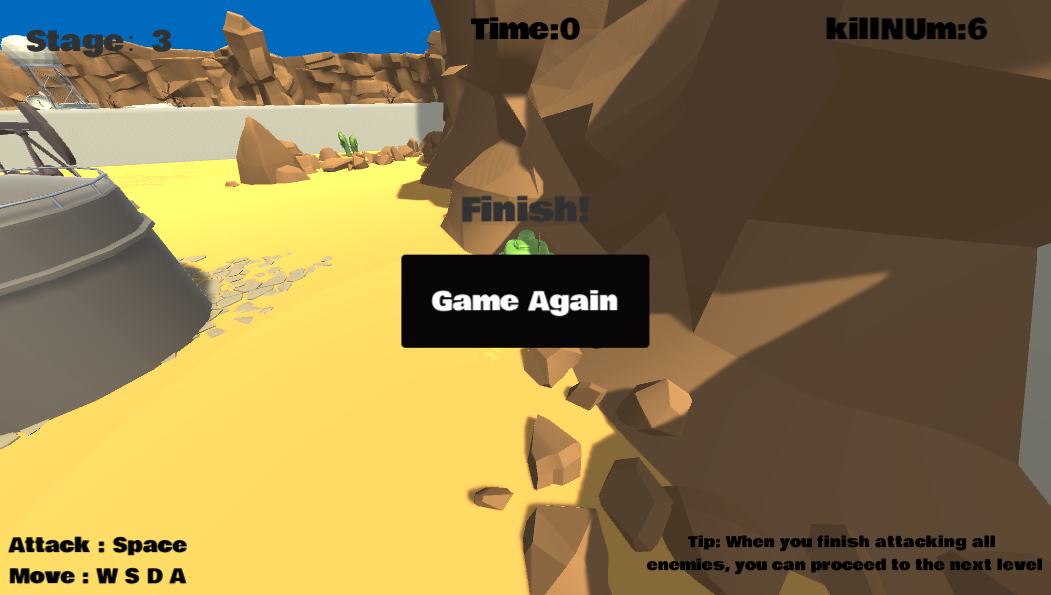 Stage: 3
Time:0
killNUm:6
Finish!
Game Again
Attack : Space
Move : W S D A
Tip: When you finish attacking all
enemies, you can proceed to the next level